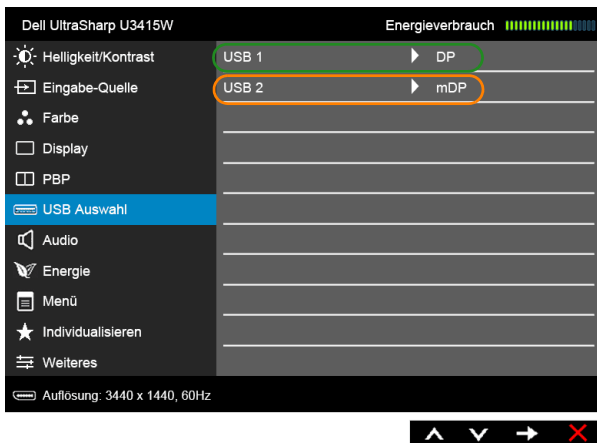 Dell UltraSharp U3415W Energieverbrauch
Helligkeit/Kontrast USB 1 DP
Eingabe-Quelle USB 2 mDP
Farbe
Display
PBP
USB Auswahl
Audio
Energie
Menü
Individualisieren
Weiteres
Auflösung: 3440 x 1440, 60Hz